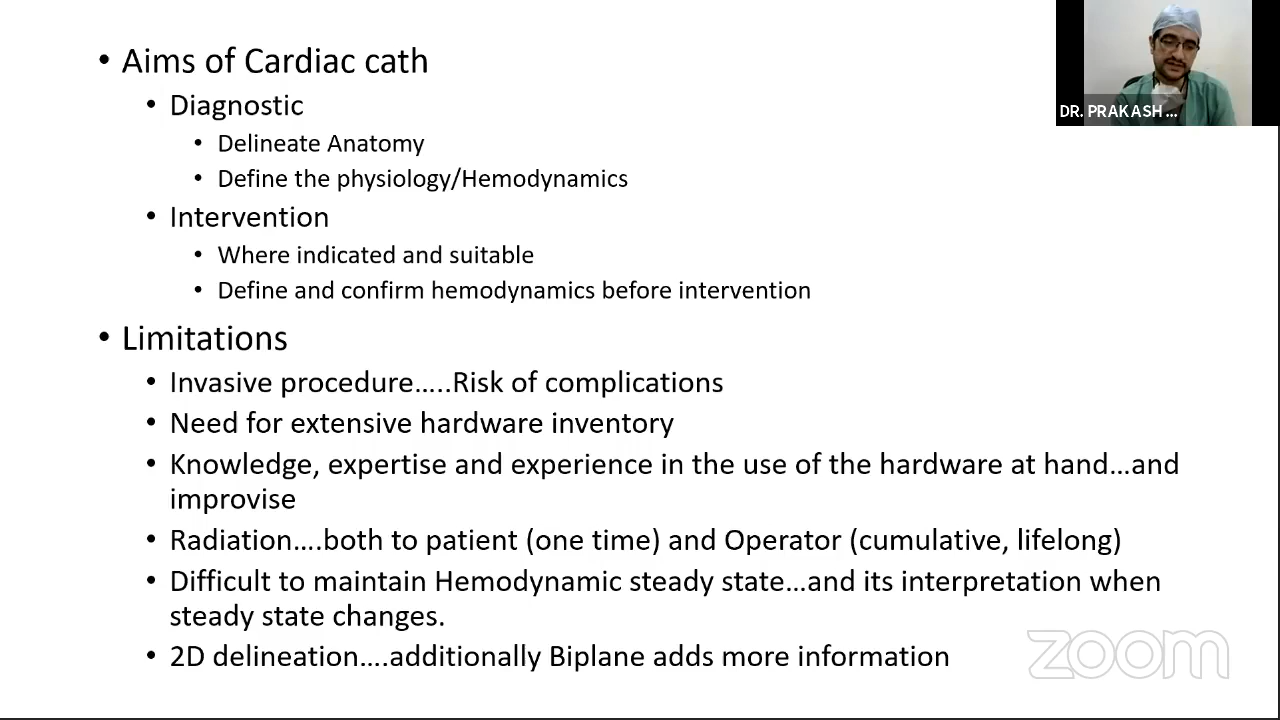 • Aims of Cardiac cath
• Diagnostic
• Delineate Anatomy
• Define the physiology/Hemodynamics
• Intervention
• Where indicated and suitable
• Define and confirm hemodynamics before intervention
• Limitations
• Invasive procedure…..Risk of complications
• Need for extensive hardware inventory
• Knowledge, expertise and experience in the use of the hardware at hand…and
improvise
• Radiation….both to patient (one time) and Operator (cumulative, lifelong)
• Difficult to maintain Hemodynamic steady state…and its interpretation when
steady state changes.
• 2D delineation….additionally Biplane adds more information
DR. PRAKASH ...
zoom